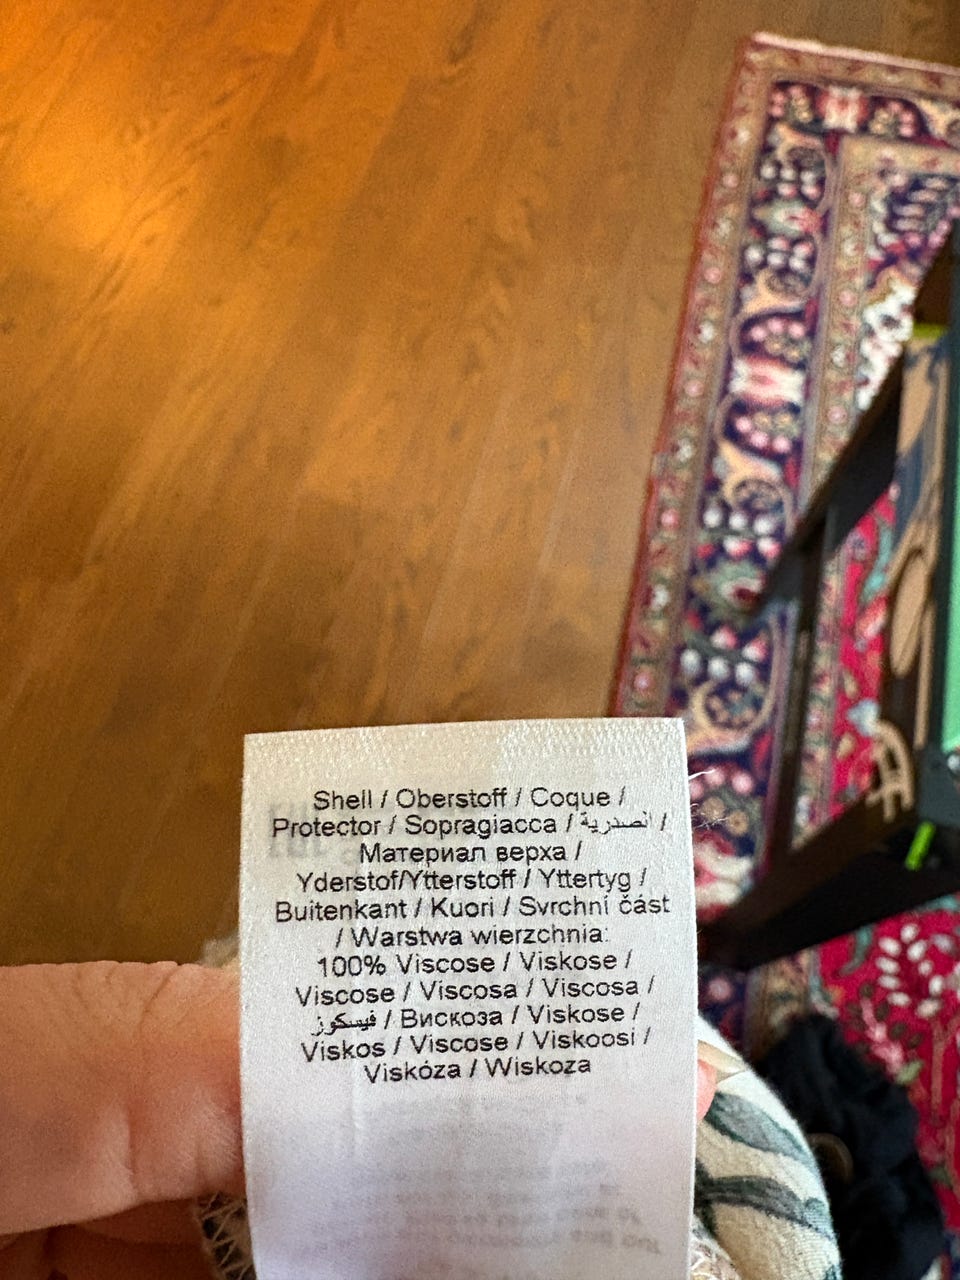 Shell / Oberstoff / Coque /
Protector / Sopragiacca / الصدرية /
Материал верха /
Yderstof/Ytterstoff / Yttertyg /
Buitenkant / Kuori / Svrchní část
/ Warstwa wierzchnia:
100% Viscose / Viskose /
Viscose / Viscosa / Viscosa /
فيسكوز / Вискоза / Viskose /
Viskos / Viscose / Viskoosi /
Viskóza / Wiskoza